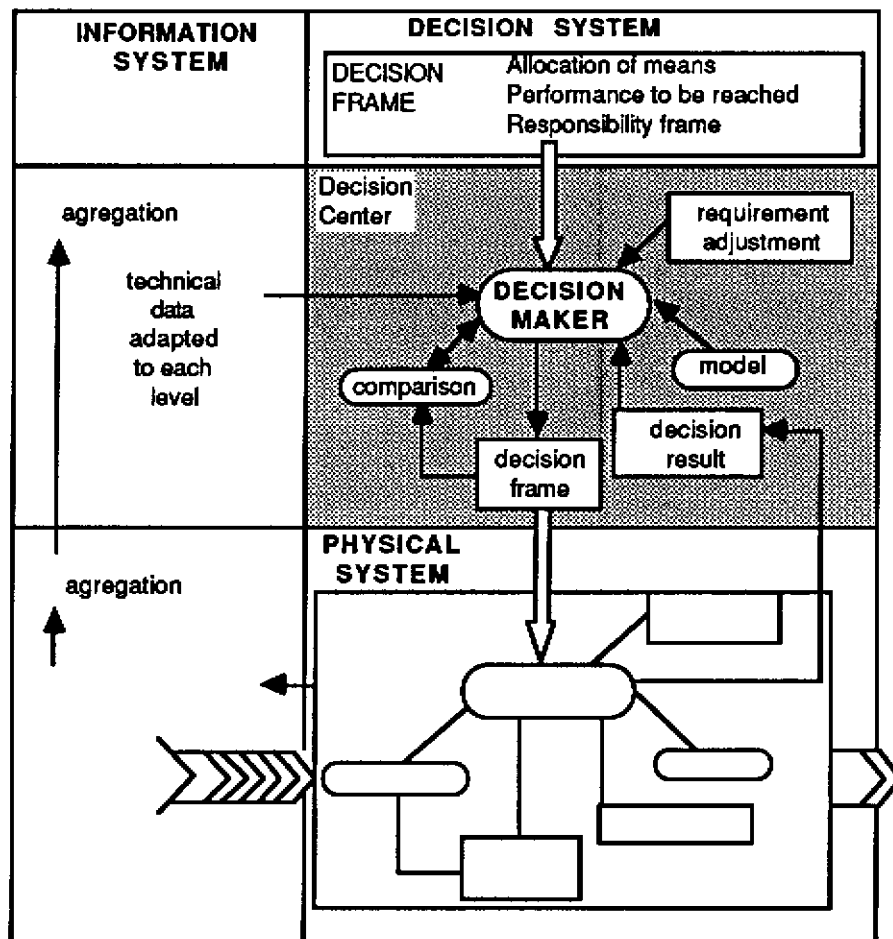 INFORMATION
SYSTEM
DECISION SYSTEM
DECISION
FRAME
Allocation of means
Performance to be reached
Responsibility frame
Decision
Center
requirement
adjustment
agregation
technical
data
adapted
to each
level
DECISION
MAKER
comparison
model
decision
frame
decision
result
PHYSICAL
SYSTEM
agregation